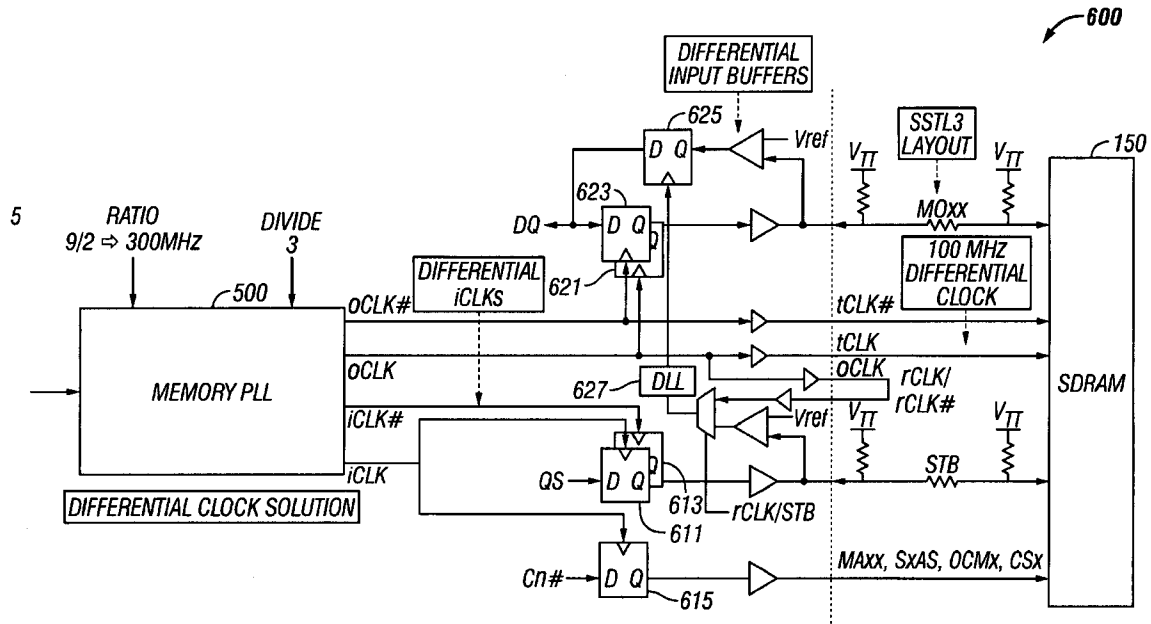 600
DIFFERENTIAL
INPUT BUFFERS
625
D Q
Vref
SSTL3
LAYOUT
150
VTT
VTT
5
RATIO
9/2 ⇨ 300MHz
DIVIDE
3
623
DQ
D Q
Q
MOxx
DIFFERENTIAL
iCLKs
621
100 MHz
DIFFERENTIAL
CLOCK
500
oCLK#
tCLK#
oCLK
tCLK
MEMORY PLL
627
DLL
oCLK
rCLK/
rCLK#
SDRAM
iCLK#
Vref
VTT
VTT
iCLK
Q
QS
D Q
613
STB
DIFFERENTIAL CLOCK SOLUTION
611
rCLK/STB
Cn#
D Q
615
MAxx, SxAS, OCMx, CSx